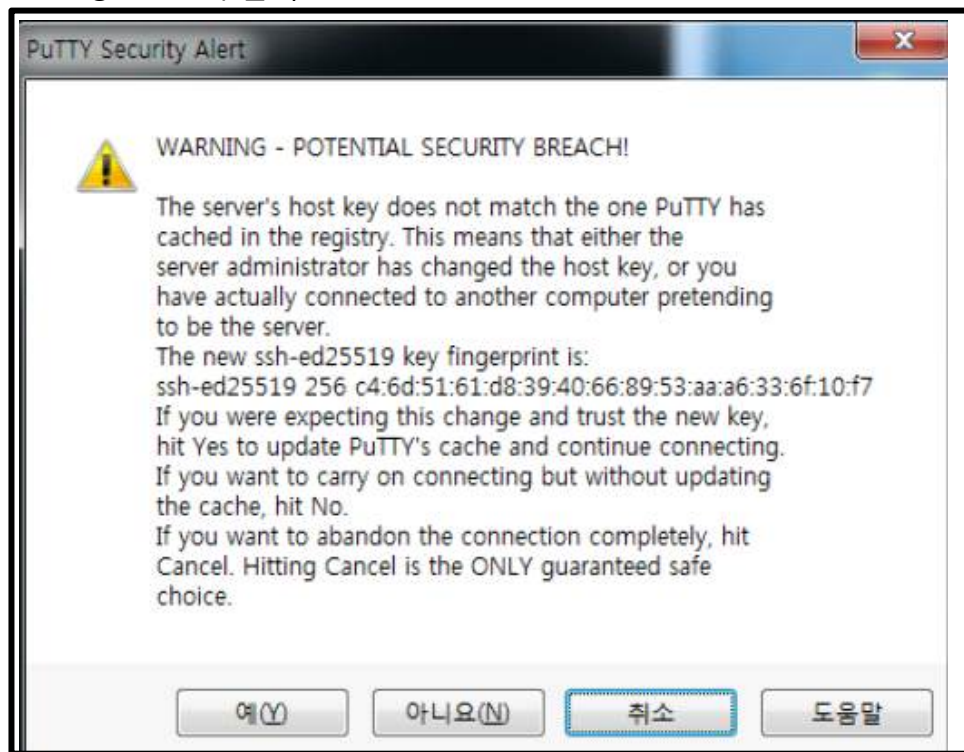 PuTTY Security Alert
WARNING - POTENTIAL SECURITY BREACH!
The server's host key does not match the one PuTTY has
cached in the registry. This means that either the
server administrator has changed the host key, or you
have actually connected to another computer pretending
to be the server.
The new ssh-ed25519 key fingerprint is:
ssh-ed25519 256 c4:6d:51:61:d8:39:40:66:89:53:aa:a6:33:6f:10:f7
If you were expecting this change and trust the new key,
hit Yes to update PuTTY's cache and continue connecting.
If you want to carry on connecting but without updating
the cache, hit No.
If you want to abandon the connection completely, hit
Cancel. Hitting Cancel is the ONLY guaranteed safe
choice.
예(Y) 아니요(N) 취소 도움말